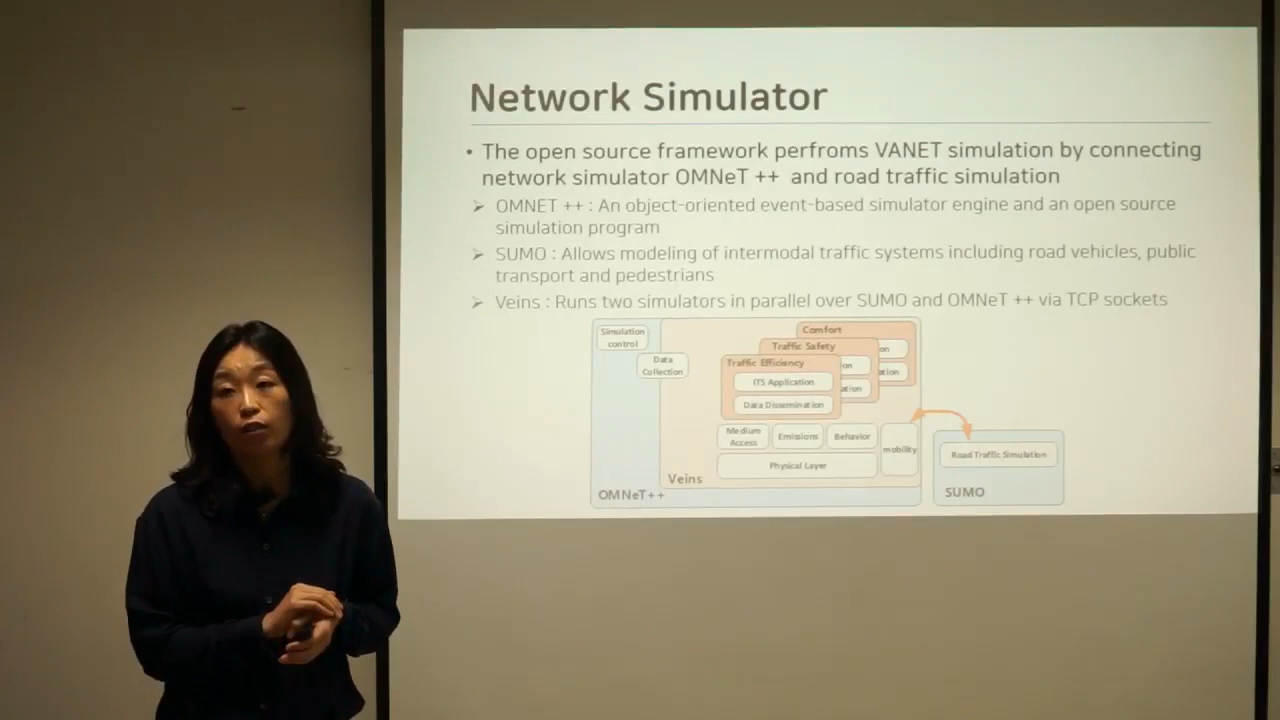 Network Simulator
• The open source framework perfroms VANET simulation by connecting
network simulator OMNeT ++ and road traffic simulation
➢ OMNET ++ : An object-oriented event-based simulator engine and an open source
simulation program
➢ SUMO : Allows modeling of intermodal traffic systems including road vehicles, public
transport and pedestrians
➢ Veins : Runs two simulators in parallel over SUMO and OMNeT ++ via TCP sockets
Simulation
control
Data
Collection
Comfort
on
ation
Traffic Safety
ion
ation
Traffic Efficiency
ITS Application
Data Dissemination
Medium
Access
Emissions
Behavior
mobility
Physical Layer
Veins
OMNeT++
Road Traffic Simulation
SUMO